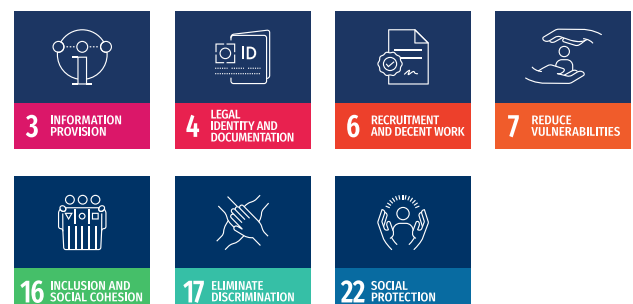 ID
3 INFORMATION
PROVISION
4 LEGAL
IDENTITY AND
DOCUMENTATION
6 RECRUITMENT
AND DECENT WORK
7 REDUCE
VULNERABILITIES
16 INCLUSION AND
SOCIAL COHESION
17 ELIMINATE
DISCRIMINATION
22 SOCIAL
PROTECTION